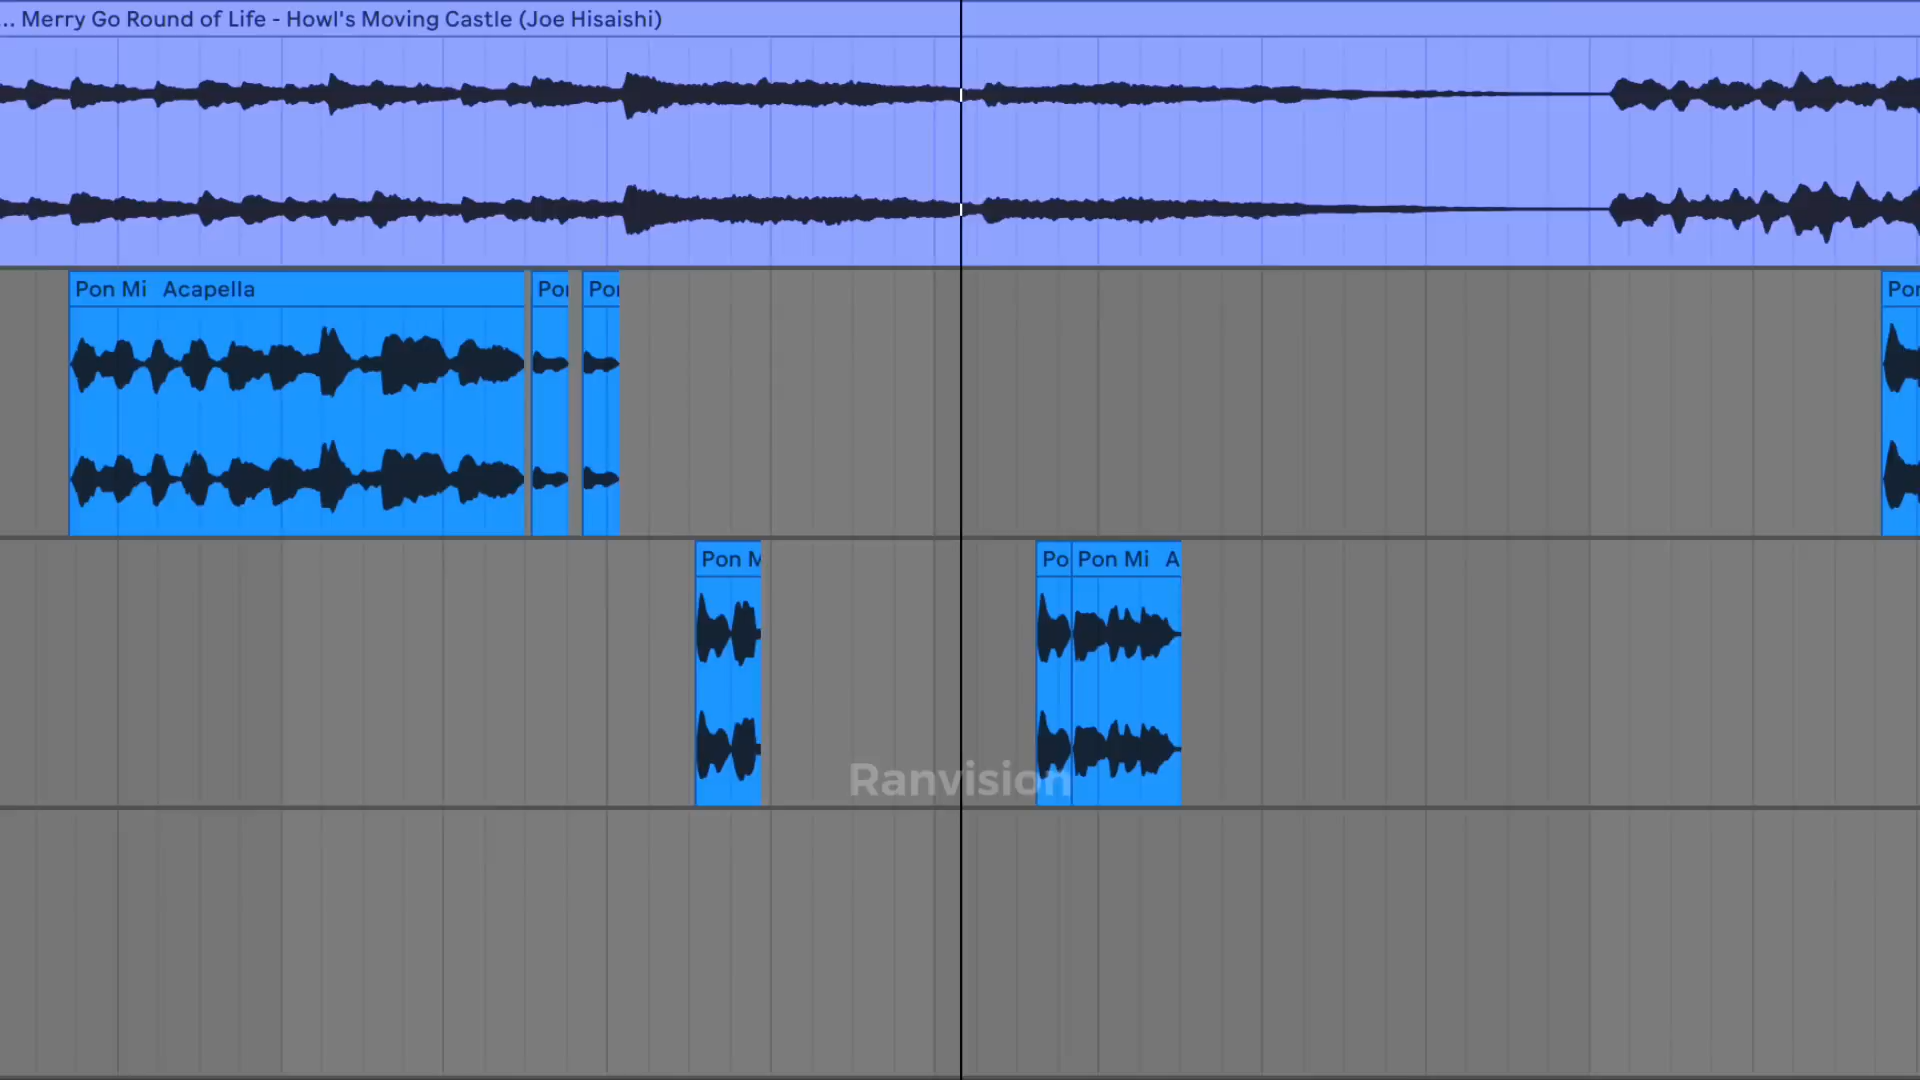 ... Merry Go Round of Life - Howl's Moving Castle (Joe Hisaishi)
Pon Mi Acapella
Po
Po
Po
Pon M
Po
Pon Mi A
Ranvision